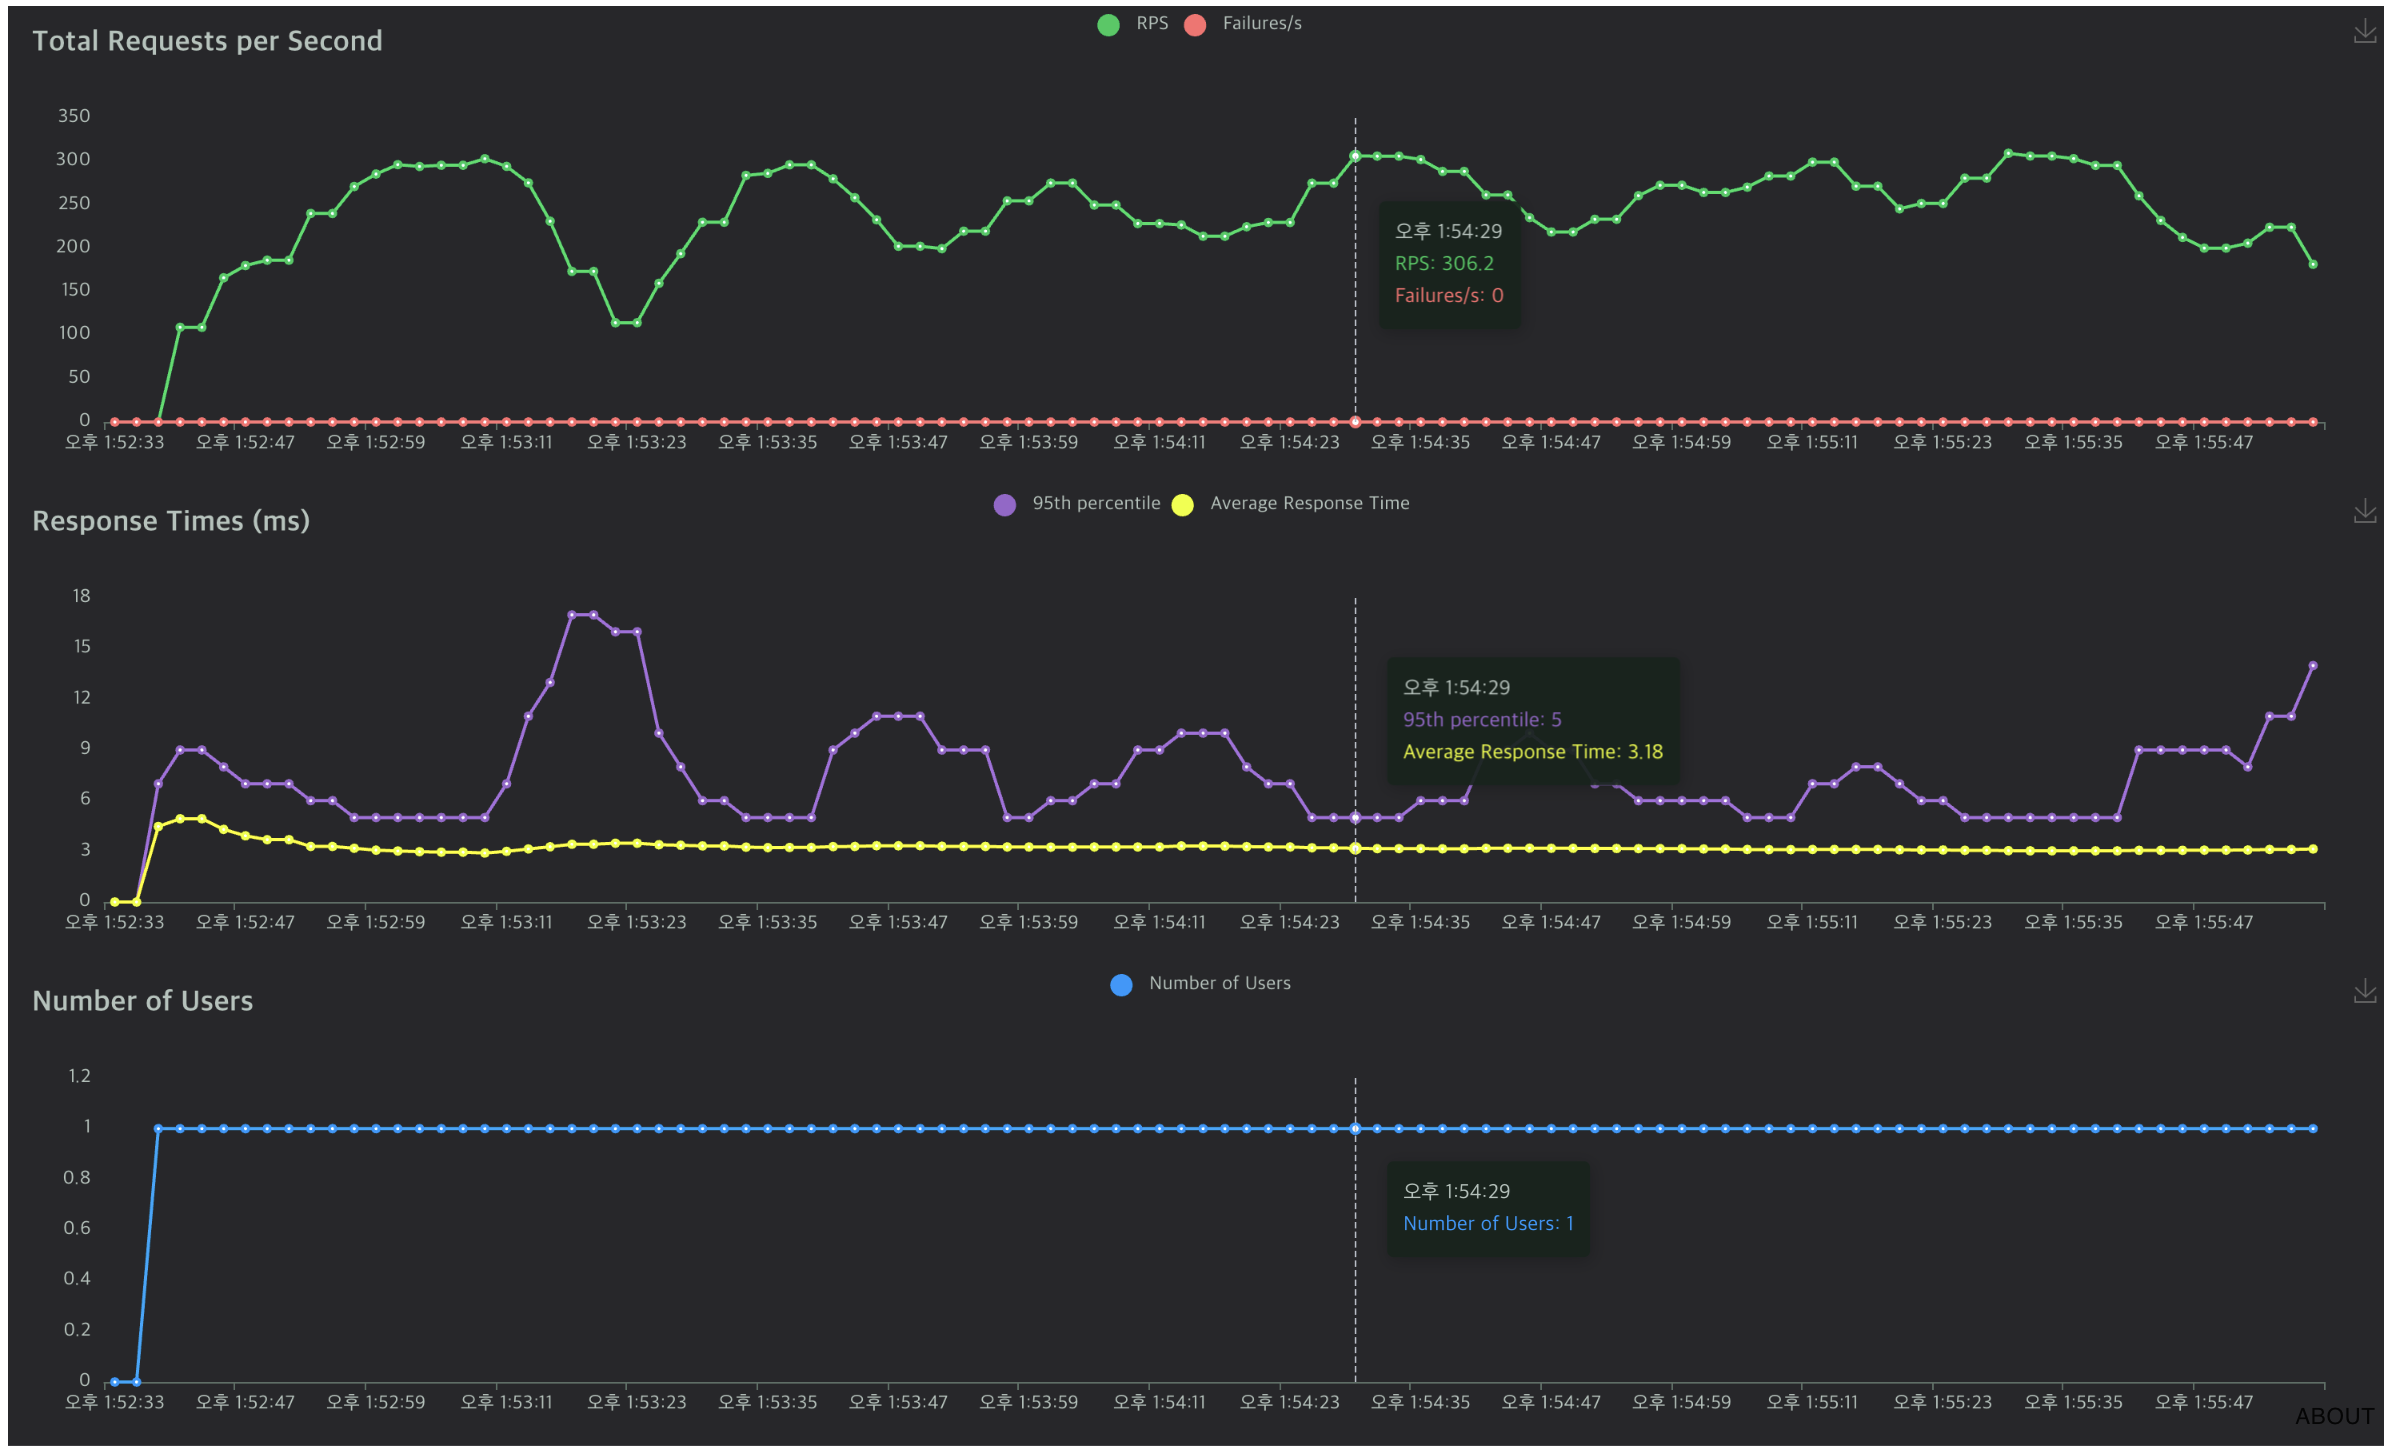 RPS Failures/s
Total Requests per Second
350
300
250
200
150
100
50
0
오후 1:54:29
RPS: 306.2
Failures/s: 0
오후 1:52:33 오후 1:52:47 오후 1:52:59 오후 1:53:11 오후 1:53:23 오후 1:53:35 오후 1:53:47 오후 1:53:59 오후 1:54:11 오후 1:54:23 오후 1:54:35 오후 1:54:47 오후 1:54:59 오후 1:55:11 오후 1:55:23 오후 1:55:35 오후 1:55:47
95th percentile Average Response Time
Response Times (ms)
18
15
12
9
6
3
0
오후 1:54:29
95th percentile: 5
Average Response Time: 3.18
오후 1:52:33 오후 1:52:47 오후 1:52:59 오후 1:53:11 오후 1:53:23 오후 1:53:35 오후 1:53:47 오후 1:53:59 오후 1:54:11 오후 1:54:23 오후 1:54:35 오후 1:54:47 오후 1:54:59 오후 1:55:11 오후 1:55:23 오후 1:55:35 오후 1:55:47
Number of Users
Number of Users
1.2
1
0.8
0.6
0.4
0.2
0
오후 1:54:29
Number of Users: 1
오후 1:52:33 오후 1:52:47 오후 1:52:59 오후 1:53:11 오후 1:53:23 오후 1:53:35 오후 1:53:47 오후 1:53:59 오후 1:54:11 오후 1:54:23 오후 1:54:35 오후 1:54:47 오후 1:54:59 오후 1:55:11 오후 1:55:23 오후 1:55:35 오후 1:55:47
ABOUT